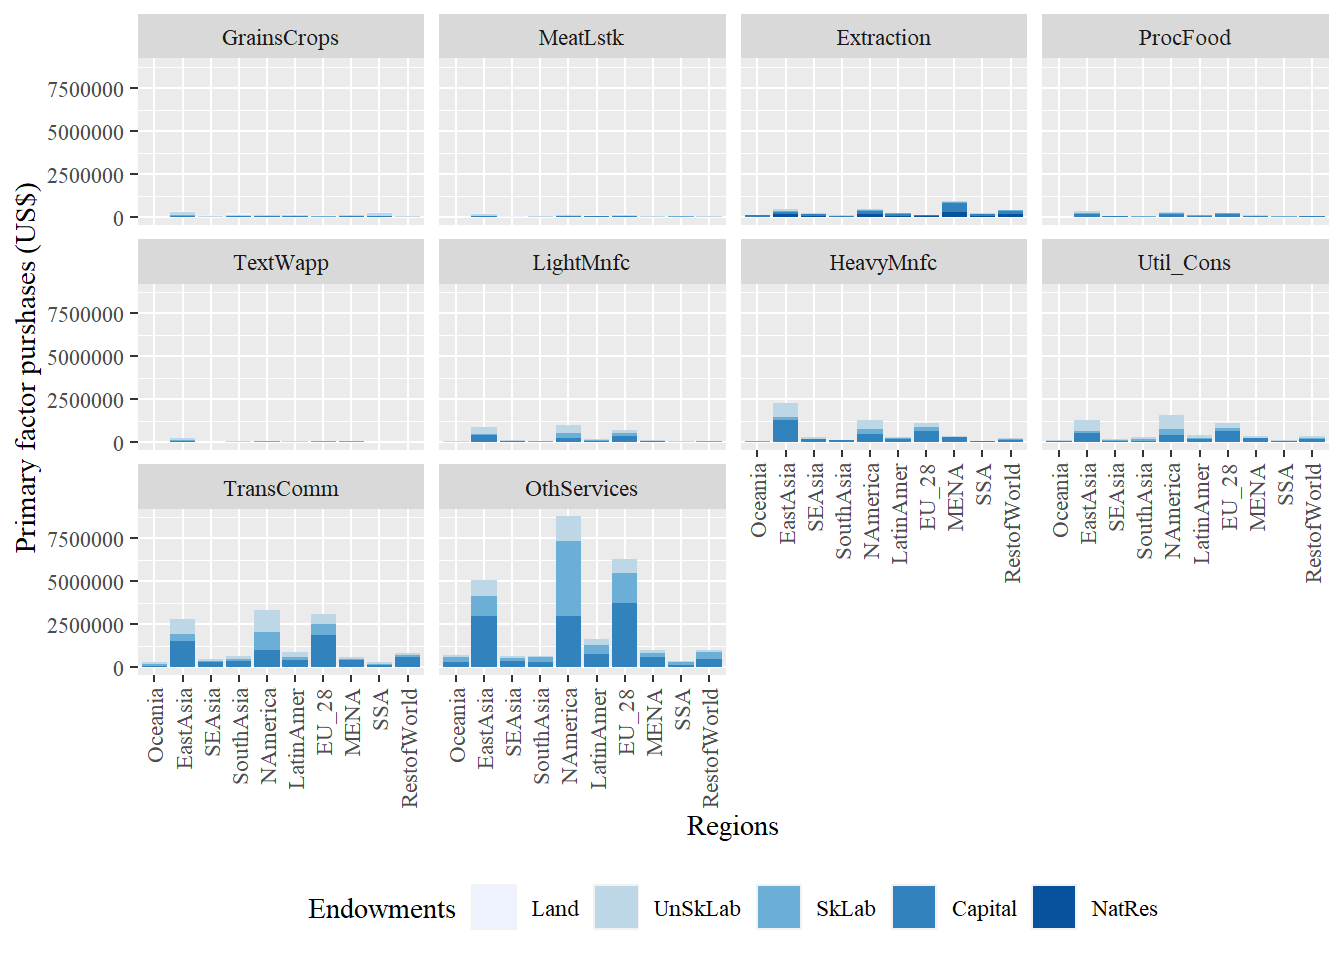 GrainsCrops MeatLstk Extraction ProcFood
7500000
5000000
2500000
0
TextWapp LightMnfc HeavyMnfc Util_Cons
7500000
5000000
2500000
0
Oceania EastAsia SEAsia SouthAsia NAmerica LatinAmer EU_28 MENA SSA RestofWorld
Oceania EastAsia SEAsia SouthAsia NAmerica LatinAmer EU_28 MENA SSA RestofWorld
TransComm OthServices
7500000
5000000
2500000
0
Oceania EastAsia SEAsia SouthAsia NAmerica LatinAmer EU_28 MENA SSA RestofWorld
Oceania EastAsia SEAsia SouthAsia NAmerica LatinAmer EU_28 MENA SSA RestofWorld
Primary factor purshases (US$)
Regions
Endowments Land UnSkLab SkLab Capital NatRes